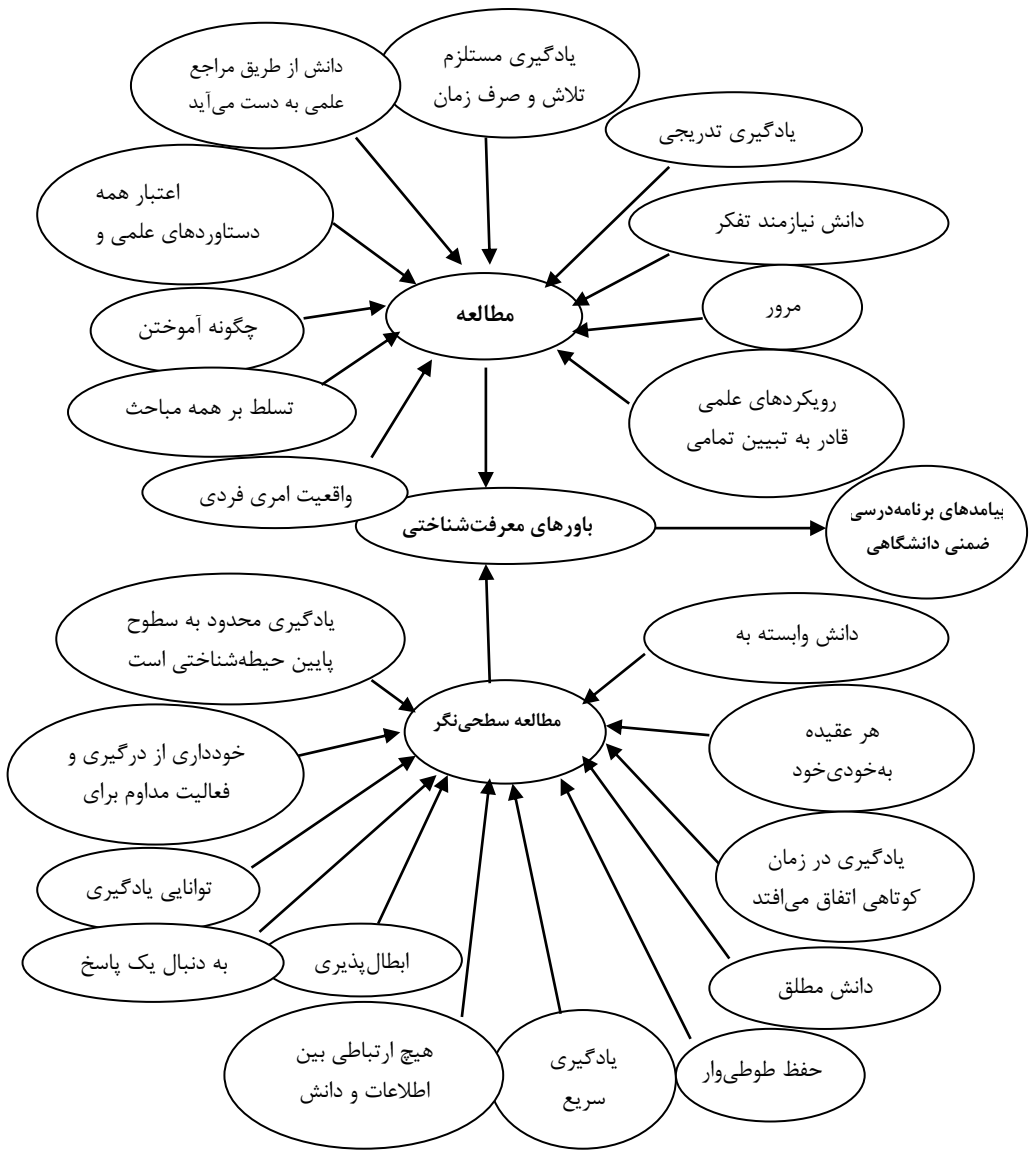 یادگیری مستلزم
تلاش و صرف زمان
دانش از طریق مراجع
علمی به دست می‌آید
یادگیری تدریجی
اعتبار همه
دستاوردهای علمی و
دانش نیازمند تفکر
مرور
مطالعه
چگونه آموختن
رویکردهای علمی
قادر به تبیین تمامی
تسلط بر همه مباحث
واقعیت امری فردی
باورهای معرفت‌شناختی
پیامدهای برنامه‌درسی
ضمنی دانشگاهی
یادگیری محدود به سطوح
پایین حیطه‌شناختی است
دانش وابسته به
مطالعه سطحی‌نگر
هر عقیده
به‌خودی‌خود
خودداری از درگیری و
فعالیت مداوم برای
یادگیری در زمان
کوتاهی اتفاق می‌افتد
توانایی یادگیری
به دنبال یک پاسخ
ابطال‌پذیری
دانش مطلق
هیچ ارتباطی بین
اطلاعات و دانش
یادگیری
سریع
حفظ طوطی‌وار